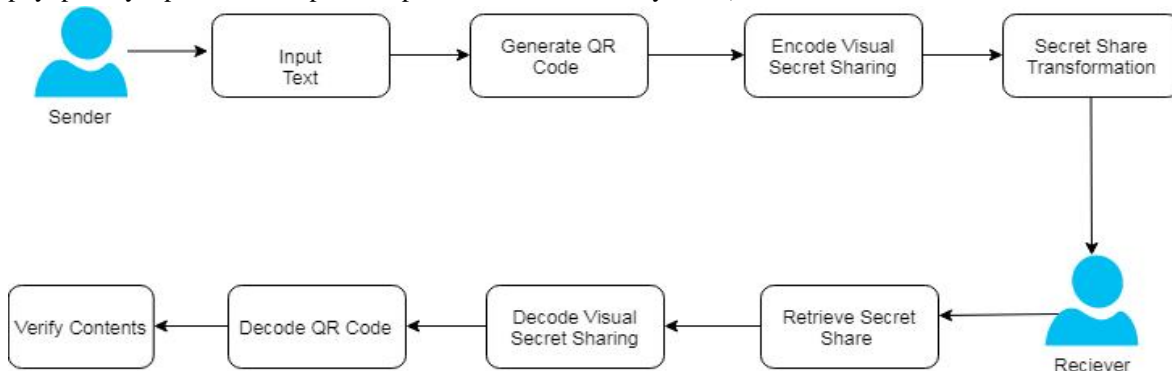 Sender
Input
Text
Generate QR
Code
Encode Visual
Secret Sharing
Secret Share
Transformation
Verify Contents
Decode QR Code
Decode Visual
Secret Sharing
Retrieve Secret
Share
Reciever